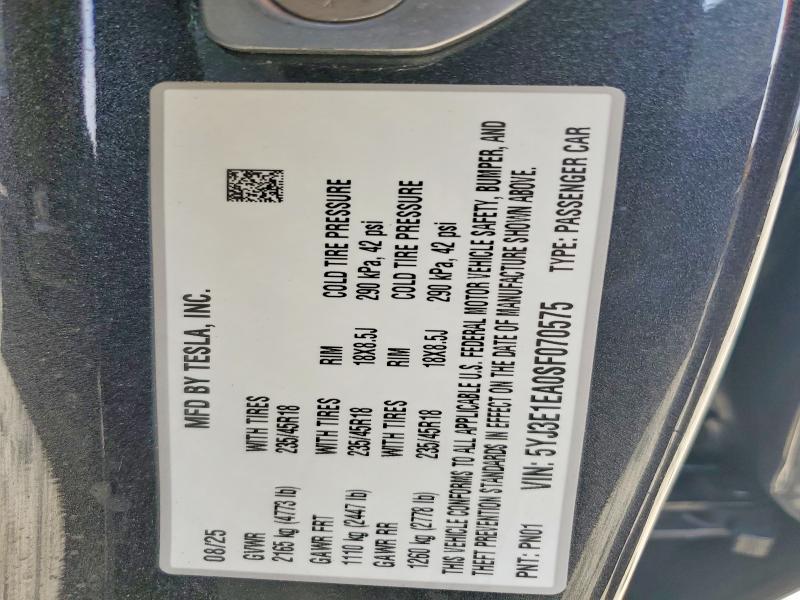 MFD BY TESLA, INC.
08/25
GVWR WITH TIRES
2165 kg (4773 lb) 235/45R18
GAWR FRT WITH TIRES RIM COLD TIRE PRESSURE
1110 kg (2447 lb) 235/45R18 18X8.5J 290 kPa, 42 psi
GAWR RR WITH TIRES RIM COLD TIRE PRESSURE
1260 kg (2778 lb) 235/45R18 18X8.5J 290 kPa, 42 psi
THIS VEHICLE CONFORMS TO ALL APPLICABLE U.S. FEDERAL MOTOR VEHICLE SAFETY, BUMPER, AND
THEFT PREVENTION STANDARDS IN EFFECT ON THE DATE OF MANUFACTURE SHOWN ABOVE.
PNT: PN01 VIN: 5YJ3E1EA0SF070575 TYPE: PASSENGER CAR